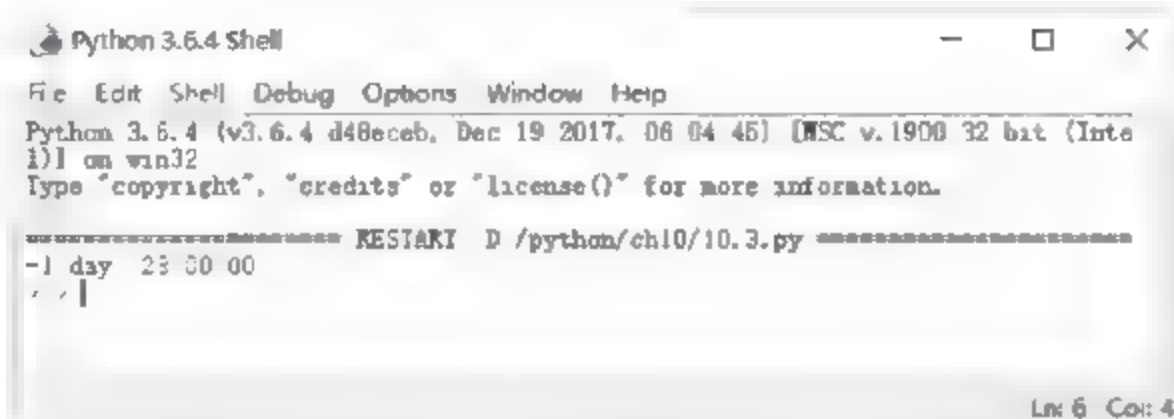 Python 3.6.4 Shell
File Edit Shell Debug Options Window Help
Python 3.6.4 (v3.6.4 d48eceb, Dec 19 2017, 06 04 45) [MSC v.1900 32 bit (Inte
l)] on win32
Type "copyright", "credits" or "license()" for more information.
RESTART D /python/ch10/10.3.py
-1 day 00 00
Ln: 6 Col: 4